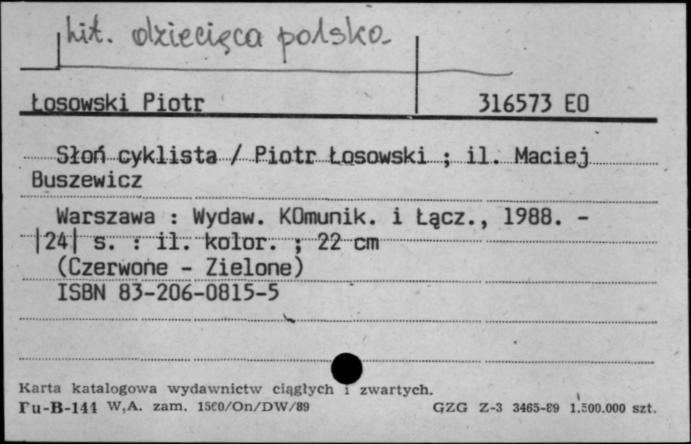 lit. dziecięca polska
Łosowski Piotr 316573 EO
Słoń cyklista / Piotr Łosowski ; il. Maciej
Buszewicz
Warszawa : Wydaw. KOmunik. i Łącz., 1988. -
|24| s. : il. kolor. ; 22 cm
(Czerwone - Zielone)
ISBN 83-206-0815-5
Karta katalogowa wydawnictw ciągłych i zwartych.
Pu-B-141 W.A. zam. 1560/On/DW/89 GZG Z-3 3465-89 1.500.000 szt.